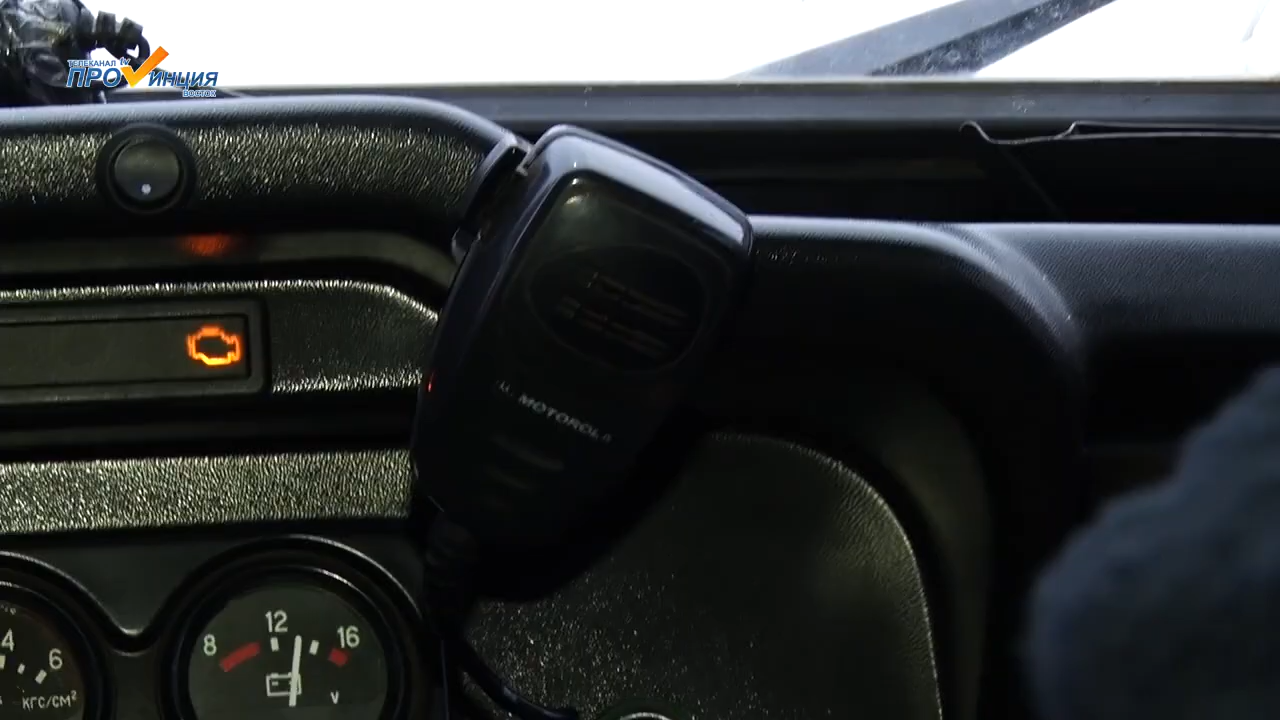 ТЕЛЕКАНАЛ TV
ПРОВИНЦИЯ
ВОСТОК
MOTOROLA
8 12 16
V
4 6
КГС/СМ²